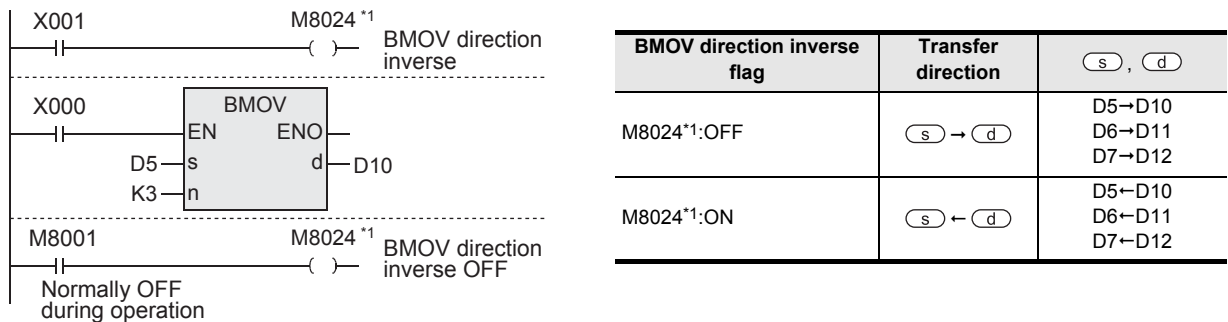 X001
M8024 *1
BMOV direction
inverse
X000
BMOV
EN ENO
D5 s d D10
K3 n
M8001
M8024 *1
BMOV direction
inverse OFF
Normally OFF
during operation
BMOV direction inverse
flag
Transfer
direction
s , d
M8024*1:OFF
s → d
D5→D10
D6→D11
D7→D12
M8024*1:ON
s ← d
D5←D10
D6←D11
D7←D12